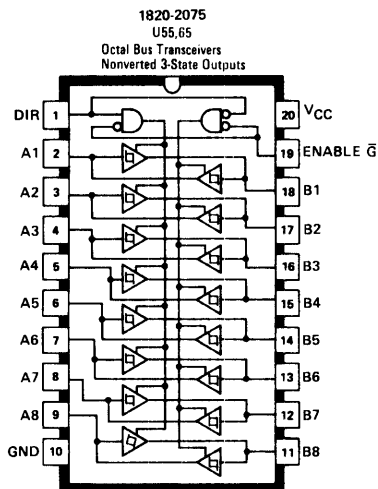 1820-2075
U55,65
Octal Bus Transceivers
Nonverted 3-State Outputs
DIR 1 20 VCC
A1 2 19 ENABLE G̅
A2 3 18 B1
A3 4 17 B2
A4 5 16 B3
A5 6 15 B4
A6 7 14 B5
A7 8 13 B6
A8 9 12 B7
GND 10 11 B8